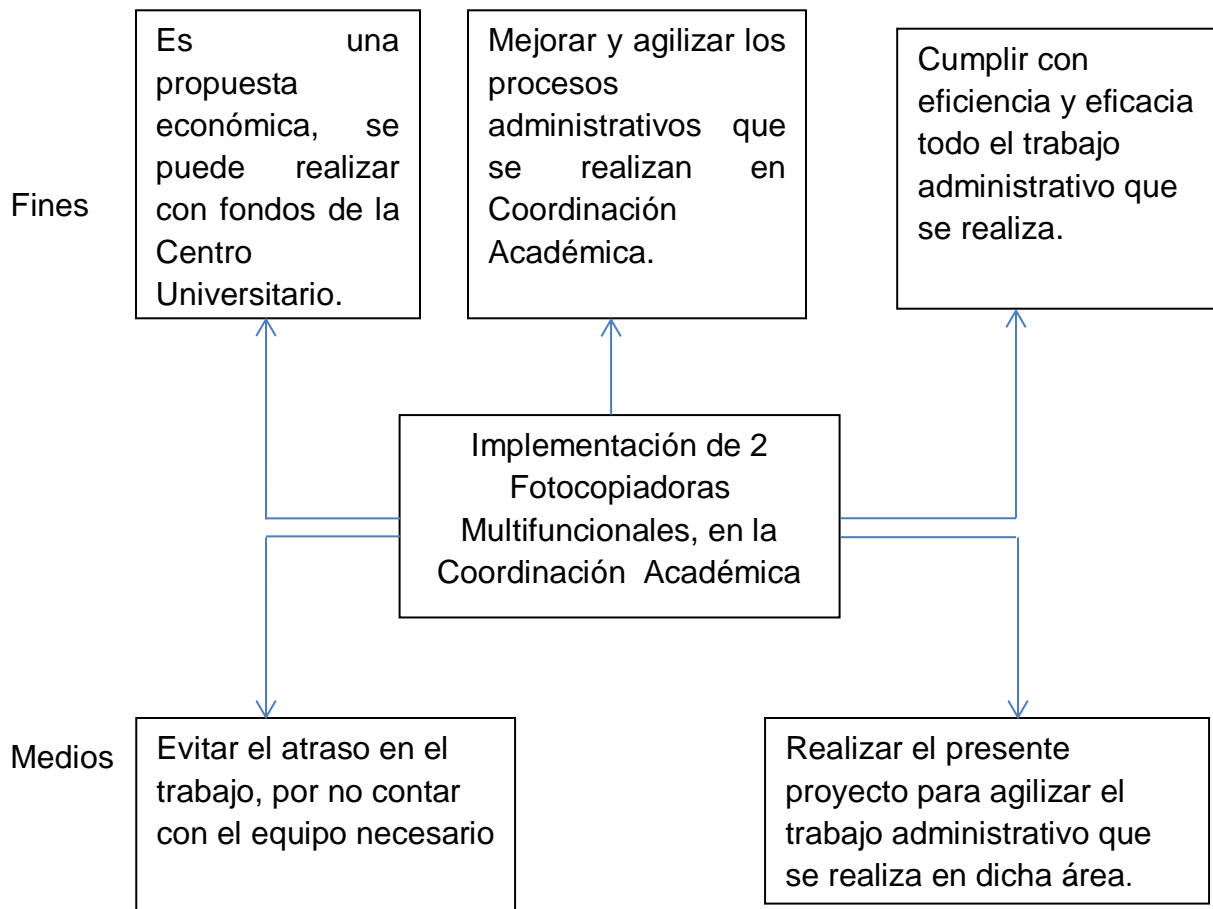 Es una
propuesta
económica, se
puede realizar
con fondos de la
Centro
Universitario.
Mejorar y agilizar los
procesos
administrativos que
se realizan en
Coordinación
Académica.
Cumplir con
eficiencia y eficacia
todo el trabajo
administrativo que
se realiza.
Fines
Implementación de 2
Fotocopiadoras
Multifuncionales, en la
Coordinación Académica
Medios
Evitar el atraso en el
trabajo, por no contar
con el equipo necesario
Realizar el presente
proyecto para agilizar el
trabajo administrativo que
se realiza en dicha área.